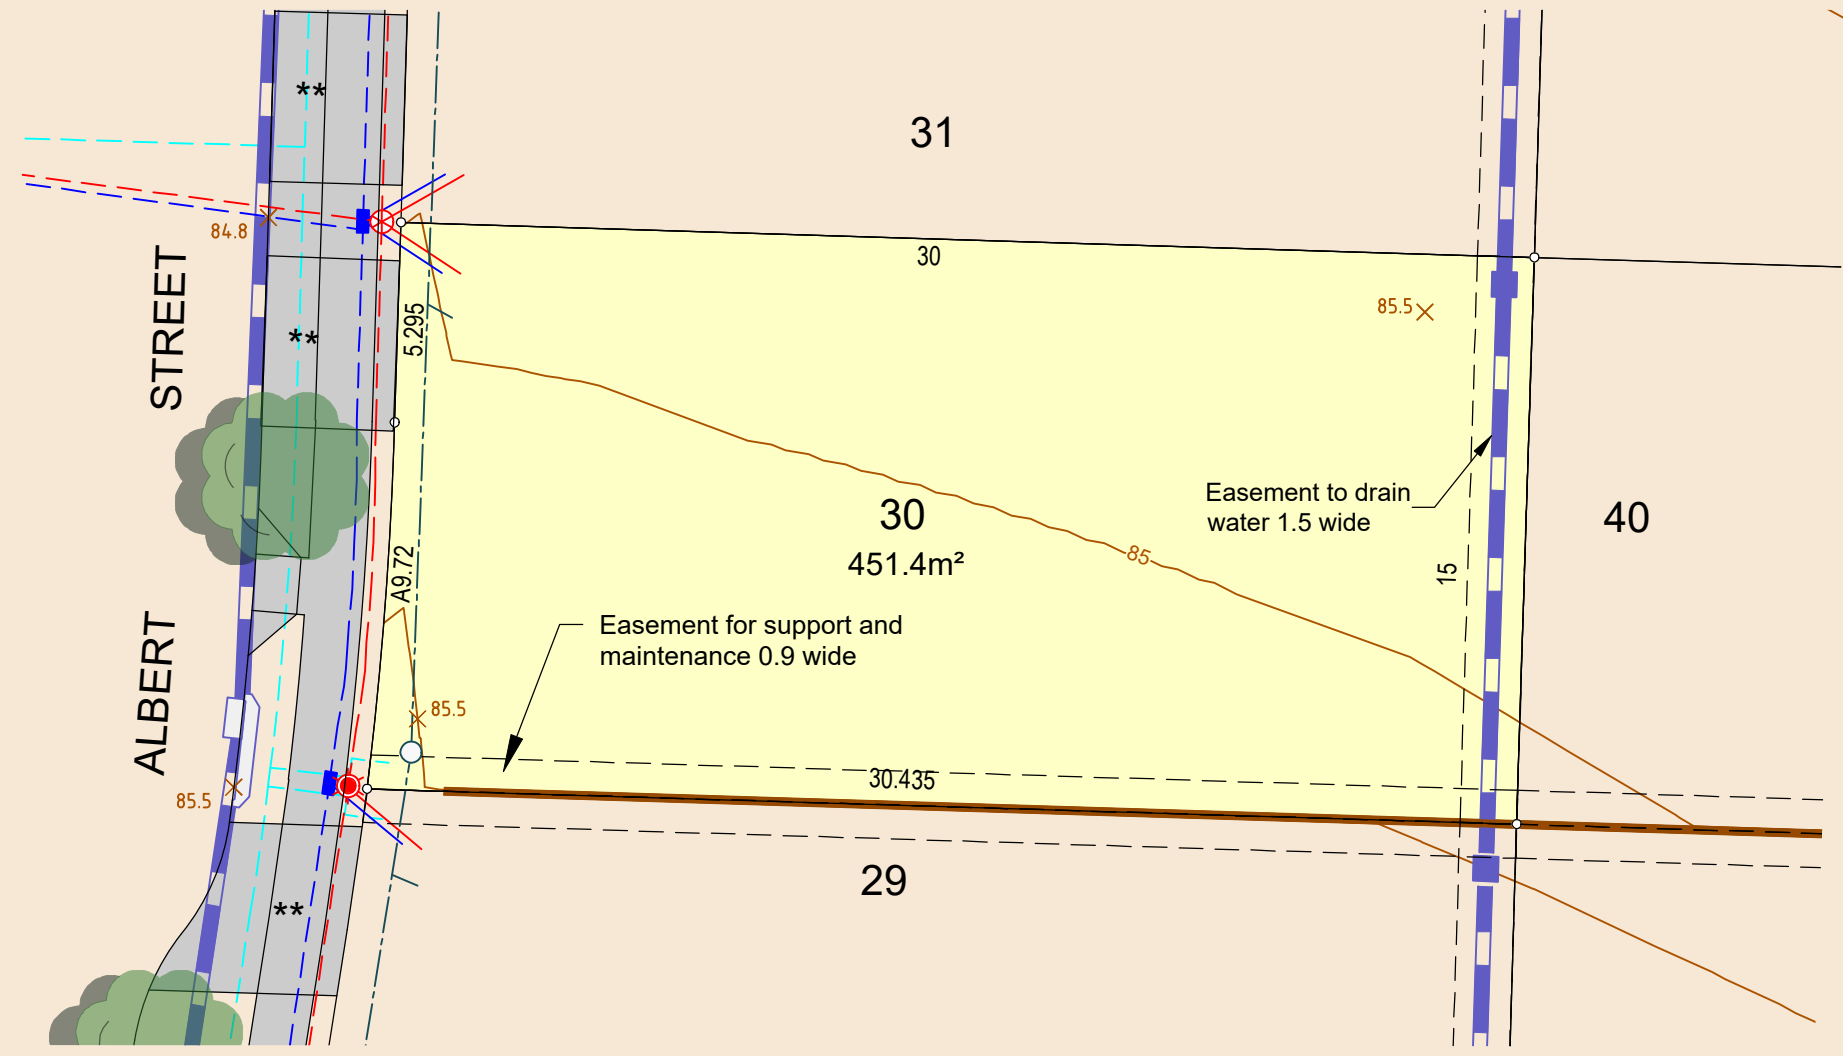 **
31
84.8
STREET
30
5.295
85.5
**
Easement to drain
water 1.5 wide
30
451.4m²
40
85
15
A9.72
Easement for support and
maintenance 0.9 wide
ALBERT
85.5
85.5
30.435
29
**